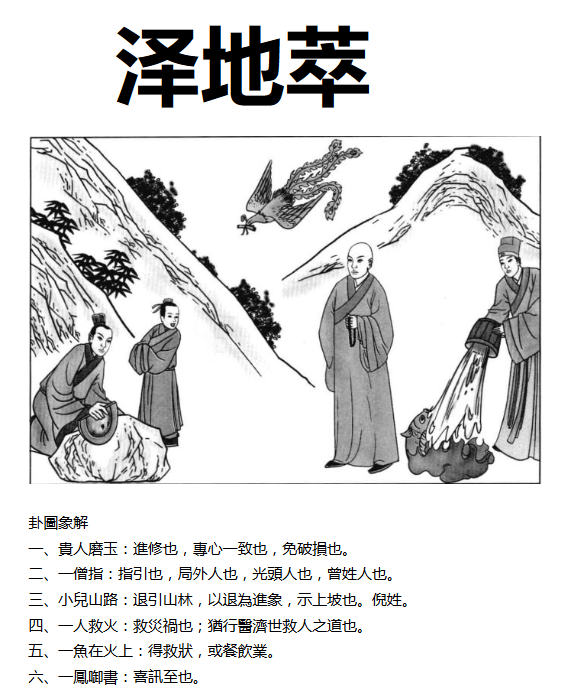 泽地萃
卦圖象解
一、貴人磨玉：進修也，專心一致也，免破損也。
二、一僧指：指引也，局外人也，光頭人也，曾姓人也。
三、小兒山路：退引山林，以退為進象，示上坡也。倪姓。
四、一人救火：救災禍也；猶行醫濟世救人之道也。
五、一魚在火上：得救狀，或餐飲業。
六、一鳳啣書：喜訊至也。